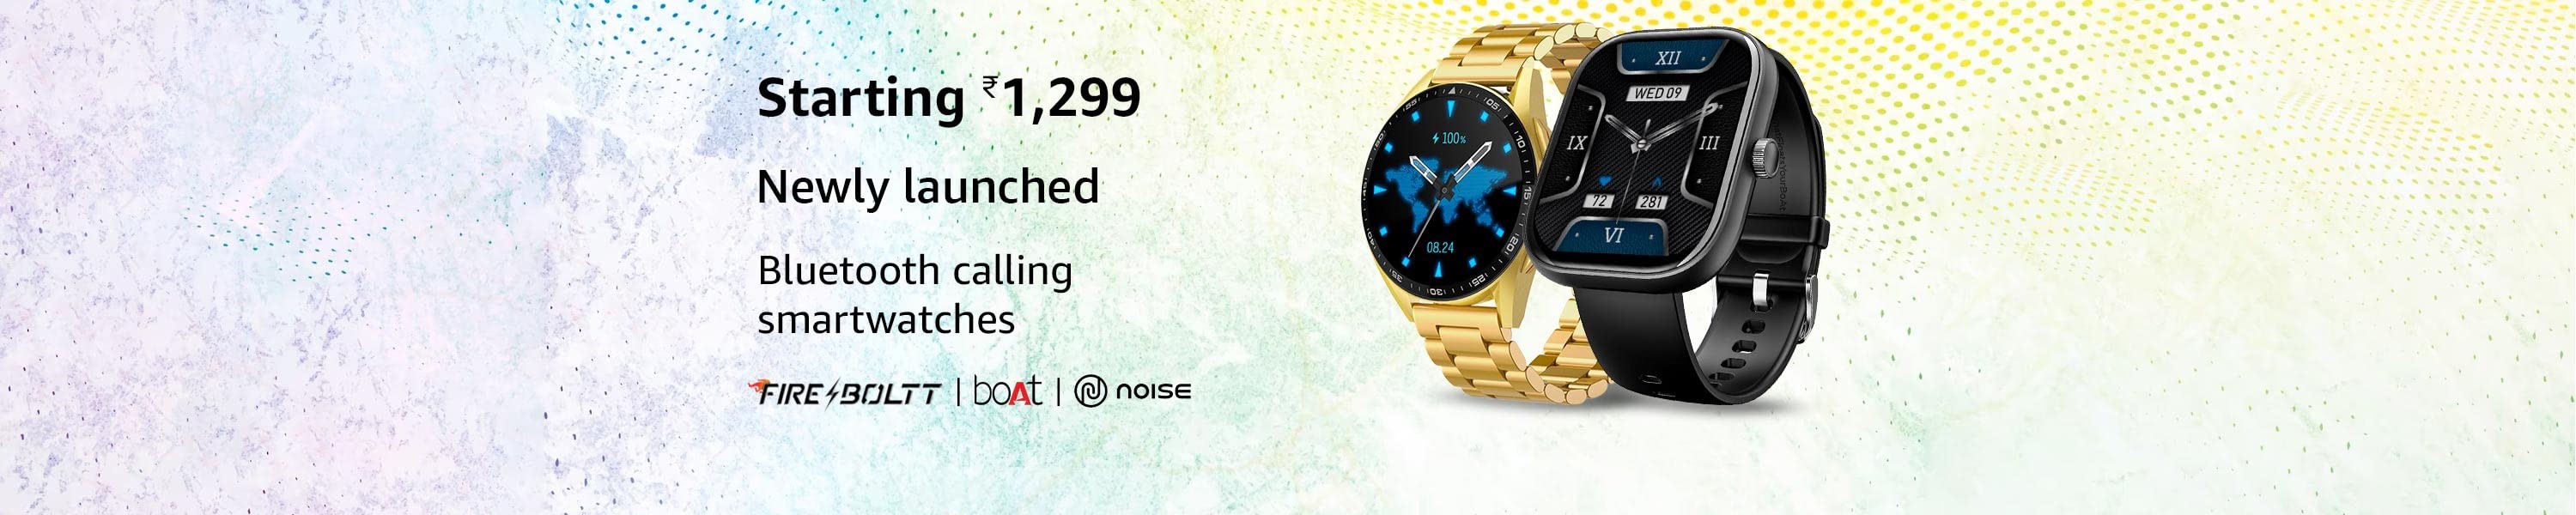 Starting ₹1,299
Newly launched
Bluetooth calling
smartwatches
FIRE BOLTT | boAt | NOISE
100%
08.24
XII
WED 09
IX
III
72 281
VI